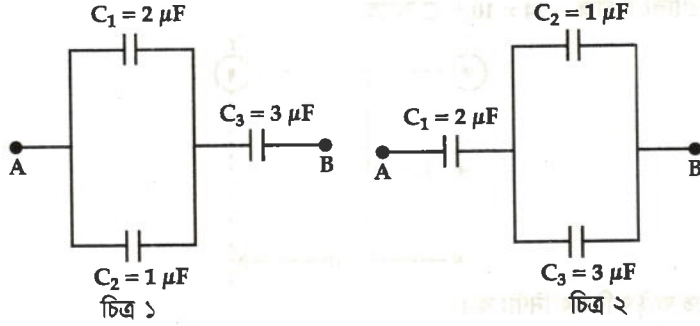 C₁ = 2 μF
C₃ = 3 μF
A
B
C₂ = 1 μF
চিত্র ১
C₂ = 1 μF
C₁ = 2 μF
A
B
C₃ = 3 μF
চিত্র ২